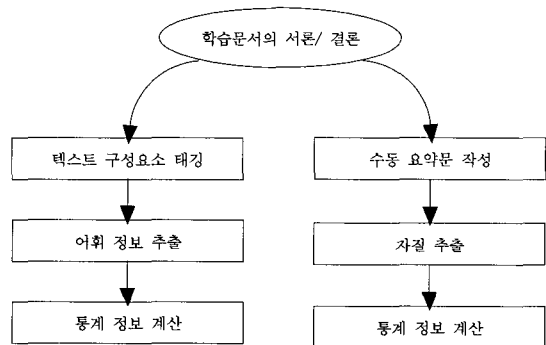 학습문서의 서론/ 결론
텍스트 구성요소 태깅
수동 요약문 작성
어휘 정보 추출
자질 추출
통계 정보 계산
통계 정보 계산